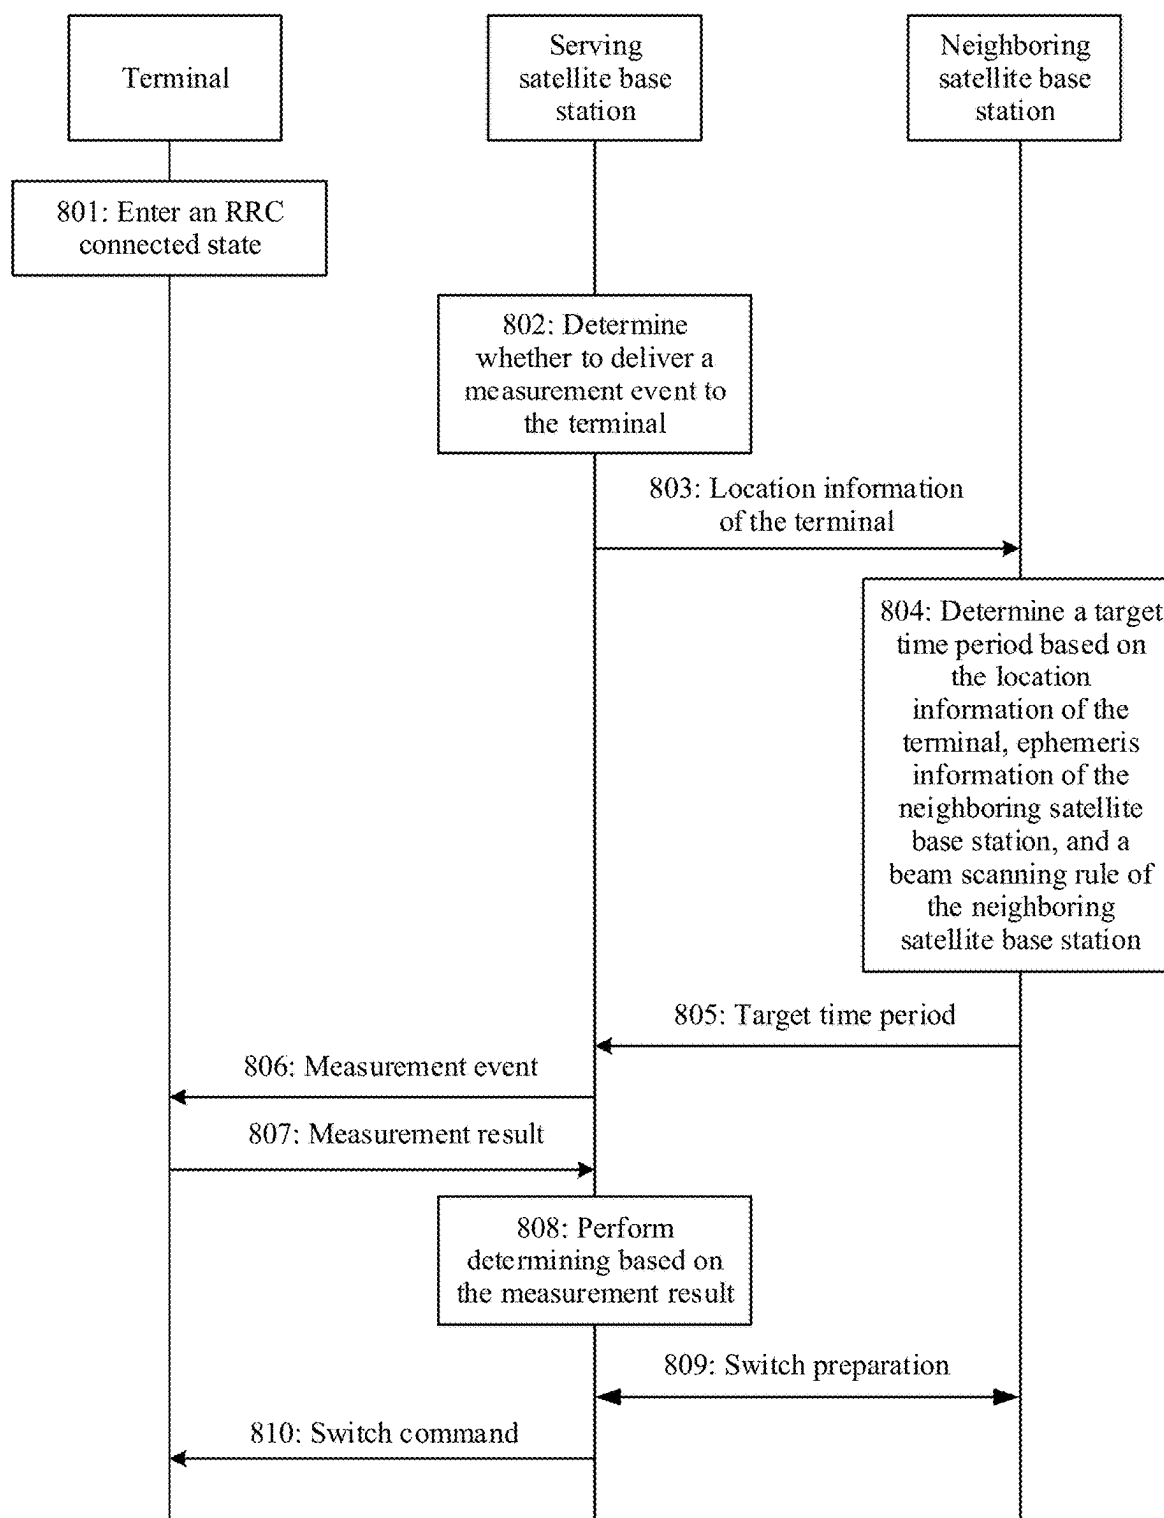 Terminal
Serving
satellite base
station
Neighboring
satellite base
station
801: Enter an RRC
connected state
802: Determine
whether to deliver a
measurement event to
the terminal
803: Location information
of the terminal
804: Determine a target
time period based on
the location
information of the
terminal, ephemeris
information of the
neighboring satellite
base station, and a
beam scanning rule of
the neighboring
satellite base station
805: Target time period
806: Measurement event
807: Measurement result
808: Perform
determining based on
the measurement result
809: Switch preparation
810: Switch command